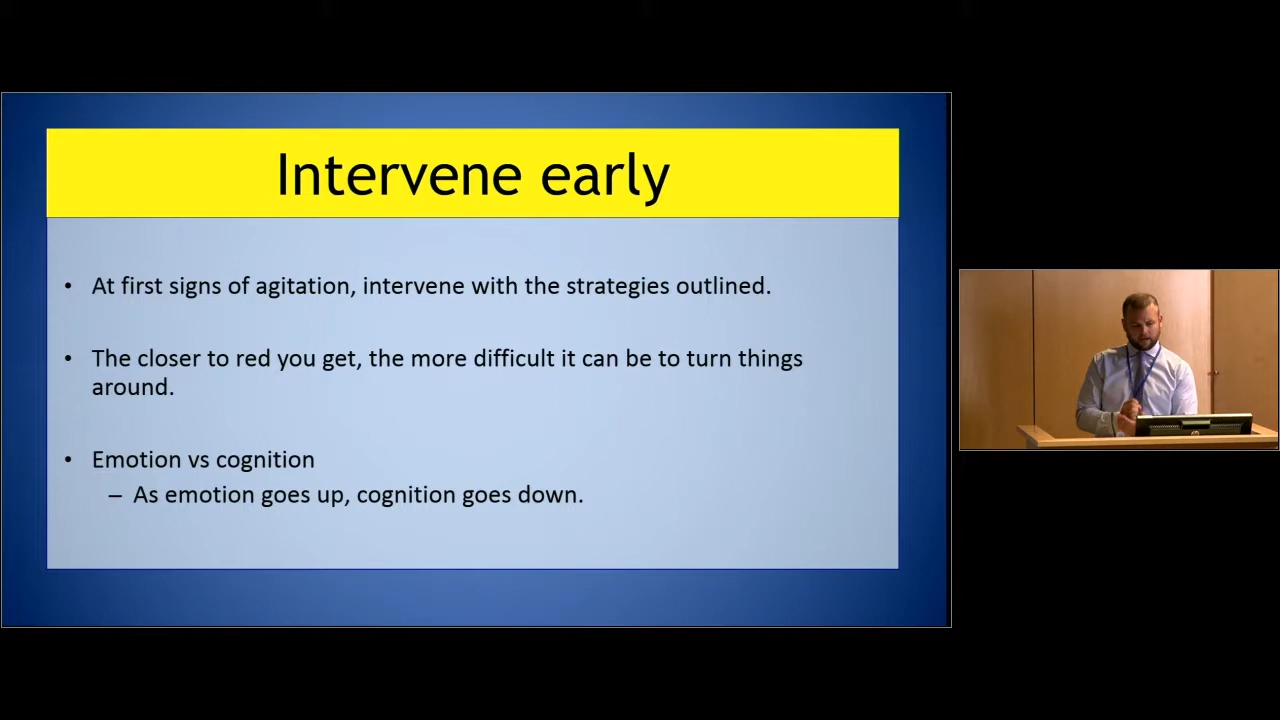 Intervene early
• At first signs of agitation, intervene with the strategies outlined.
• The closer to red you get, the more difficult it can be to turn things
around.
• Emotion vs cognition
– As emotion goes up, cognition goes down.